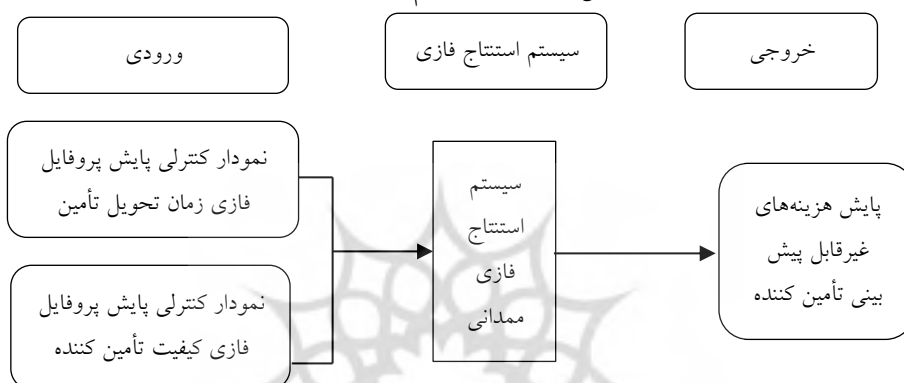 ورودی
سیستم استنتاج فازی
خروجی
نمودار کنترلی پایش پروفایل
فازی زمان تحویل تأمین
نمودار کنترلی پایش پروفایل
فازی کیفیت تأمین کننده
سیستم
استنتاج
فازی
ممدانی
پایش هزینه‌های
غیرقابل پیش
بینی تأمین کننده